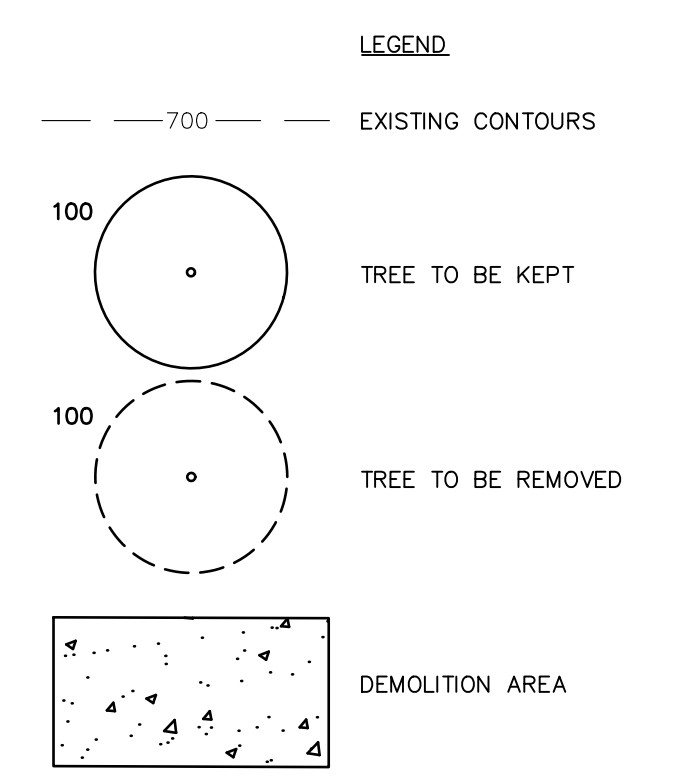 LEGEND
700 EXISTING CONTOURS
100
TREE TO BE KEPT
100
TREE TO BE REMOVED
DEMOLITION AREA